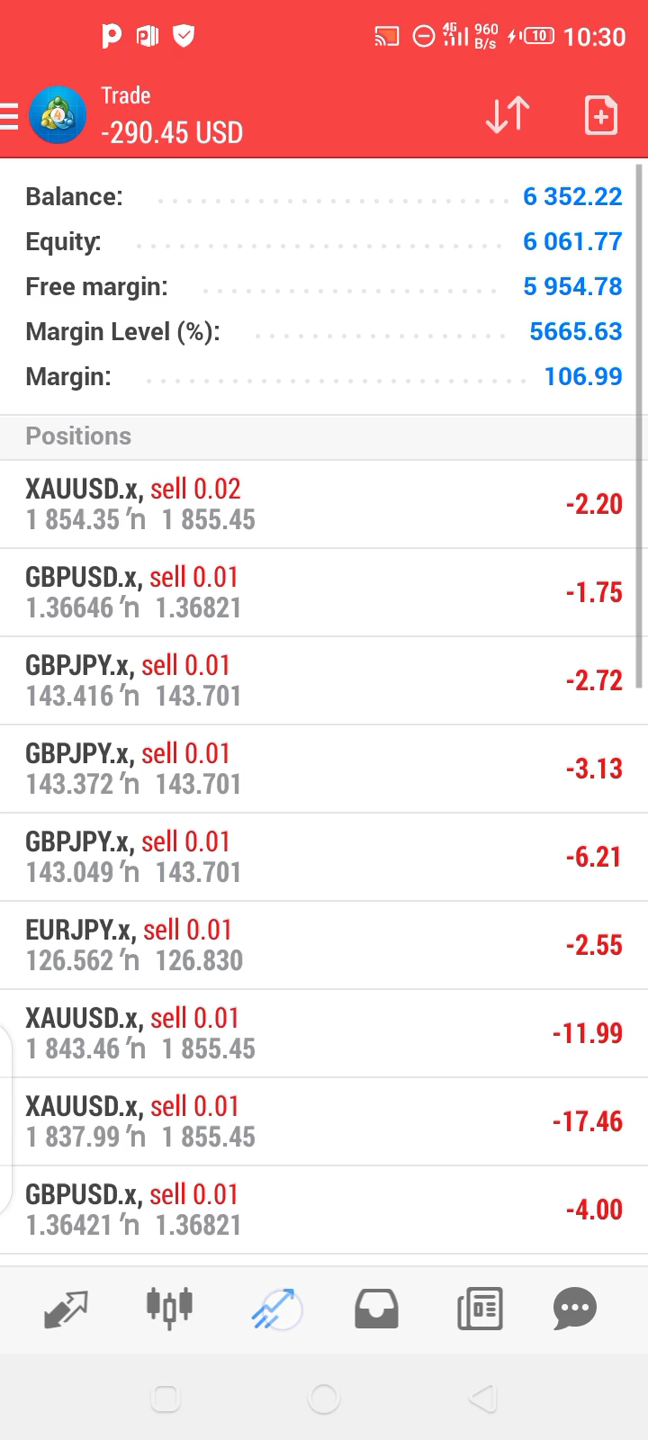 4G 960 B/s 10 10:30
Trade
-290.45 USD
Balance: 6 352.22
Equity: 6 061.77
Free margin: 5 954.78
Margin Level (%): 5665.63
Margin: 106.99
Positions
XAUUSD.x, sell 0.02
1 854.35 ’n 1 855.45
-2.20
GBPUSD.x, sell 0.01
1.36646 ’n 1.36821
-1.75
GBPJPY.x, sell 0.01
143.416 ’n 143.701
-2.72
GBPJPY.x, sell 0.01
143.372 ’n 143.701
-3.13
GBPJPY.x, sell 0.01
143.049 ’n 143.701
-6.21
EURJPY.x, sell 0.01
126.562 ’n 126.830
-2.55
XAUUSD.x, sell 0.01
1 843.46 ’n 1 855.45
-11.99
XAUUSD.x, sell 0.01
1 837.99 ’n 1 855.45
-17.46
GBPUSD.x, sell 0.01
1.36421 ’n 1.36821
-4.00